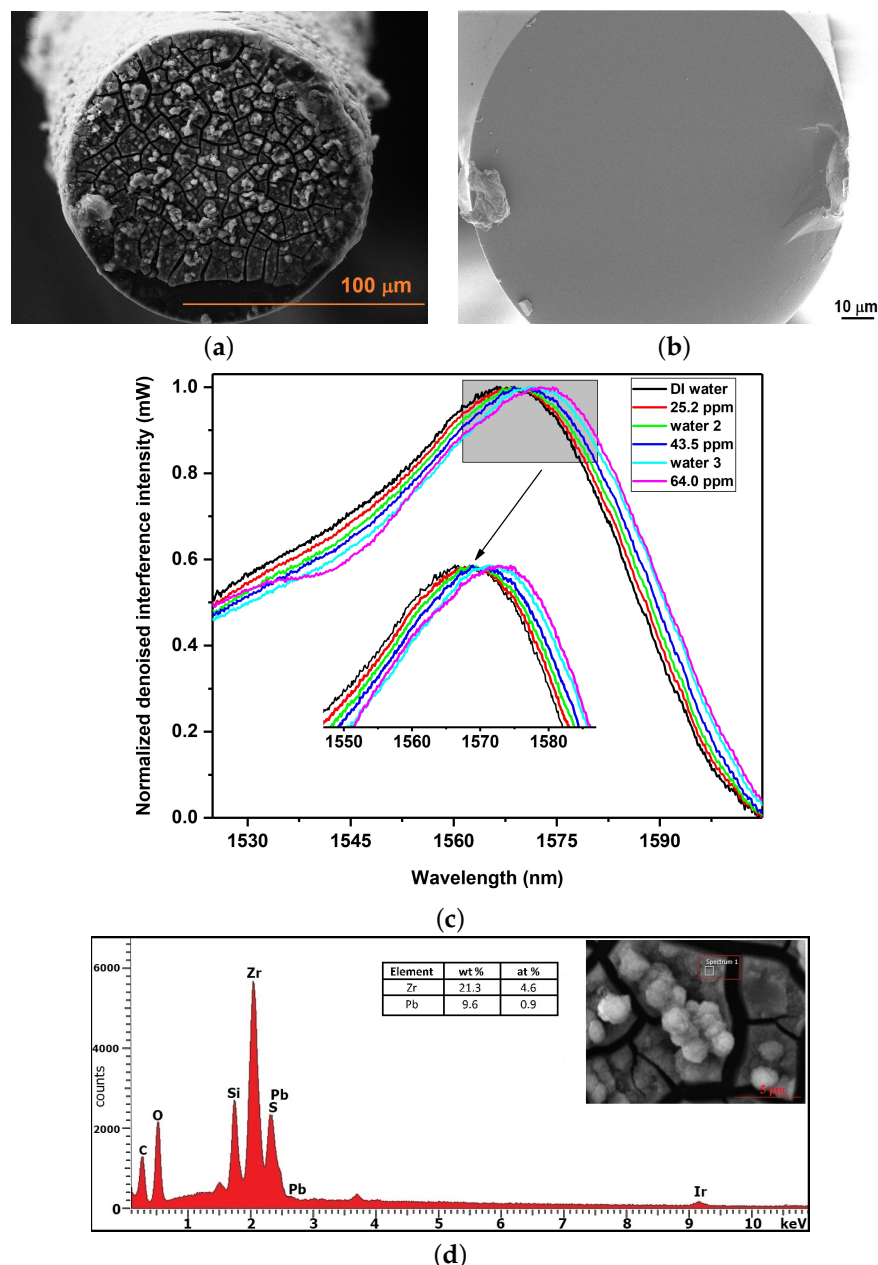 100 μm
10 μm
(a)
(b)
Normalized denoised interference intensity (mW)
1.0
0.8
0.6
0.4
0.2
0.0
DI water
25.2 ppm
water 2
43.5 ppm
water 3
64.0 ppm
1550 1560 1570 1580
1530 1545 1560 1575 1590
Wavelength (nm)
(c)
counts
6000
4000
2000
0
C
O
Si
Zr
Pb
S
Pb
Ir
Element wt % at %
Zr 21.3 4.6
Pb 9.6 0.9
Spectrum 1
5 μm
1 2 3 4 5 6 7 8 9 10 keV
(d)